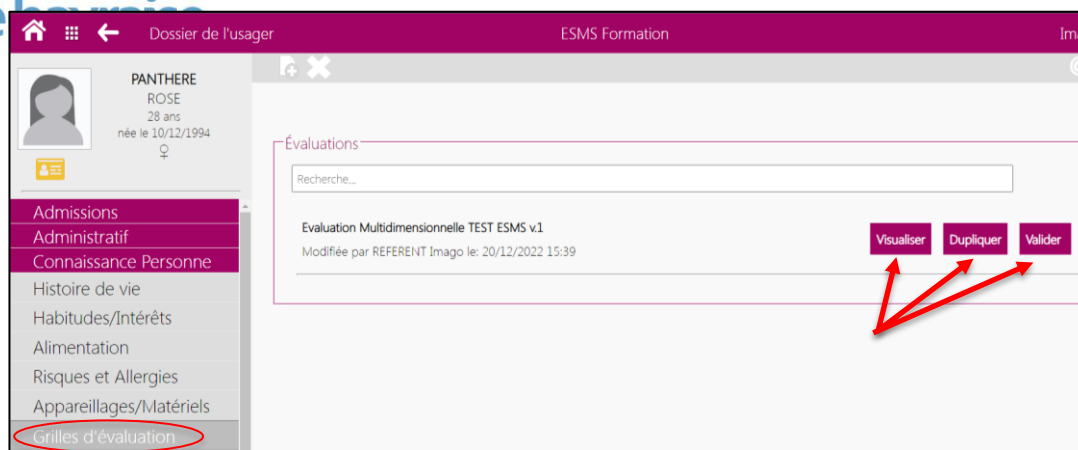 Dossier de l'usager
ESMS Formation
PANTHERE
ROSE
28 ans
née le 10/12/1994
Évaluations
Recherche...
Evaluation Multidimensionnelle TEST ESMS v.1
Modifiée par REFERENT Imago le: 20/12/2022 15:39
Visualiser
Dupliquer
Valider
Admissions
Administratif
Connaissance Personne
Histoire de vie
Habitudes/Intérêts
Alimentation
Risques et Allergies
Appareillages/Matériels
Grilles d'évaluation